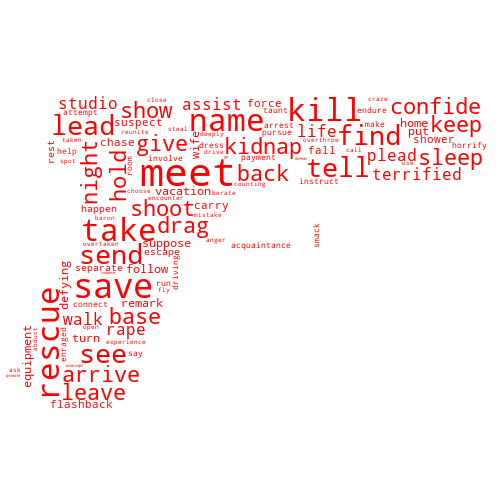 craze
close
studio
show
assist
force
kill
confide
attempt
steal
taunt
endure
lead
suspect
name
arrest
make
home
keep
taken
reunite
deeply
pursue
find
put
rest
chase
give
wife
dress
overthrow
call
shower
help
room
life
fall
horrify
spot
involve
drive
kidnap
plead
sleep
night
hold
meet
payment
defeat
tell
use
back
terrified
choose
vacation
berate
counting
instruct
encounter
happen
shoot
carry
baron
mistake
take
drag
smack
overtaken
suppose
anger
acquaintance
send
escape
separate
follow
driving
defying
save
run
fly
connect
remark
rescue
walk
base
open
rape
equipment
abduct
enraged
turn
experience
see
say
ask
arrive
leave
flashback